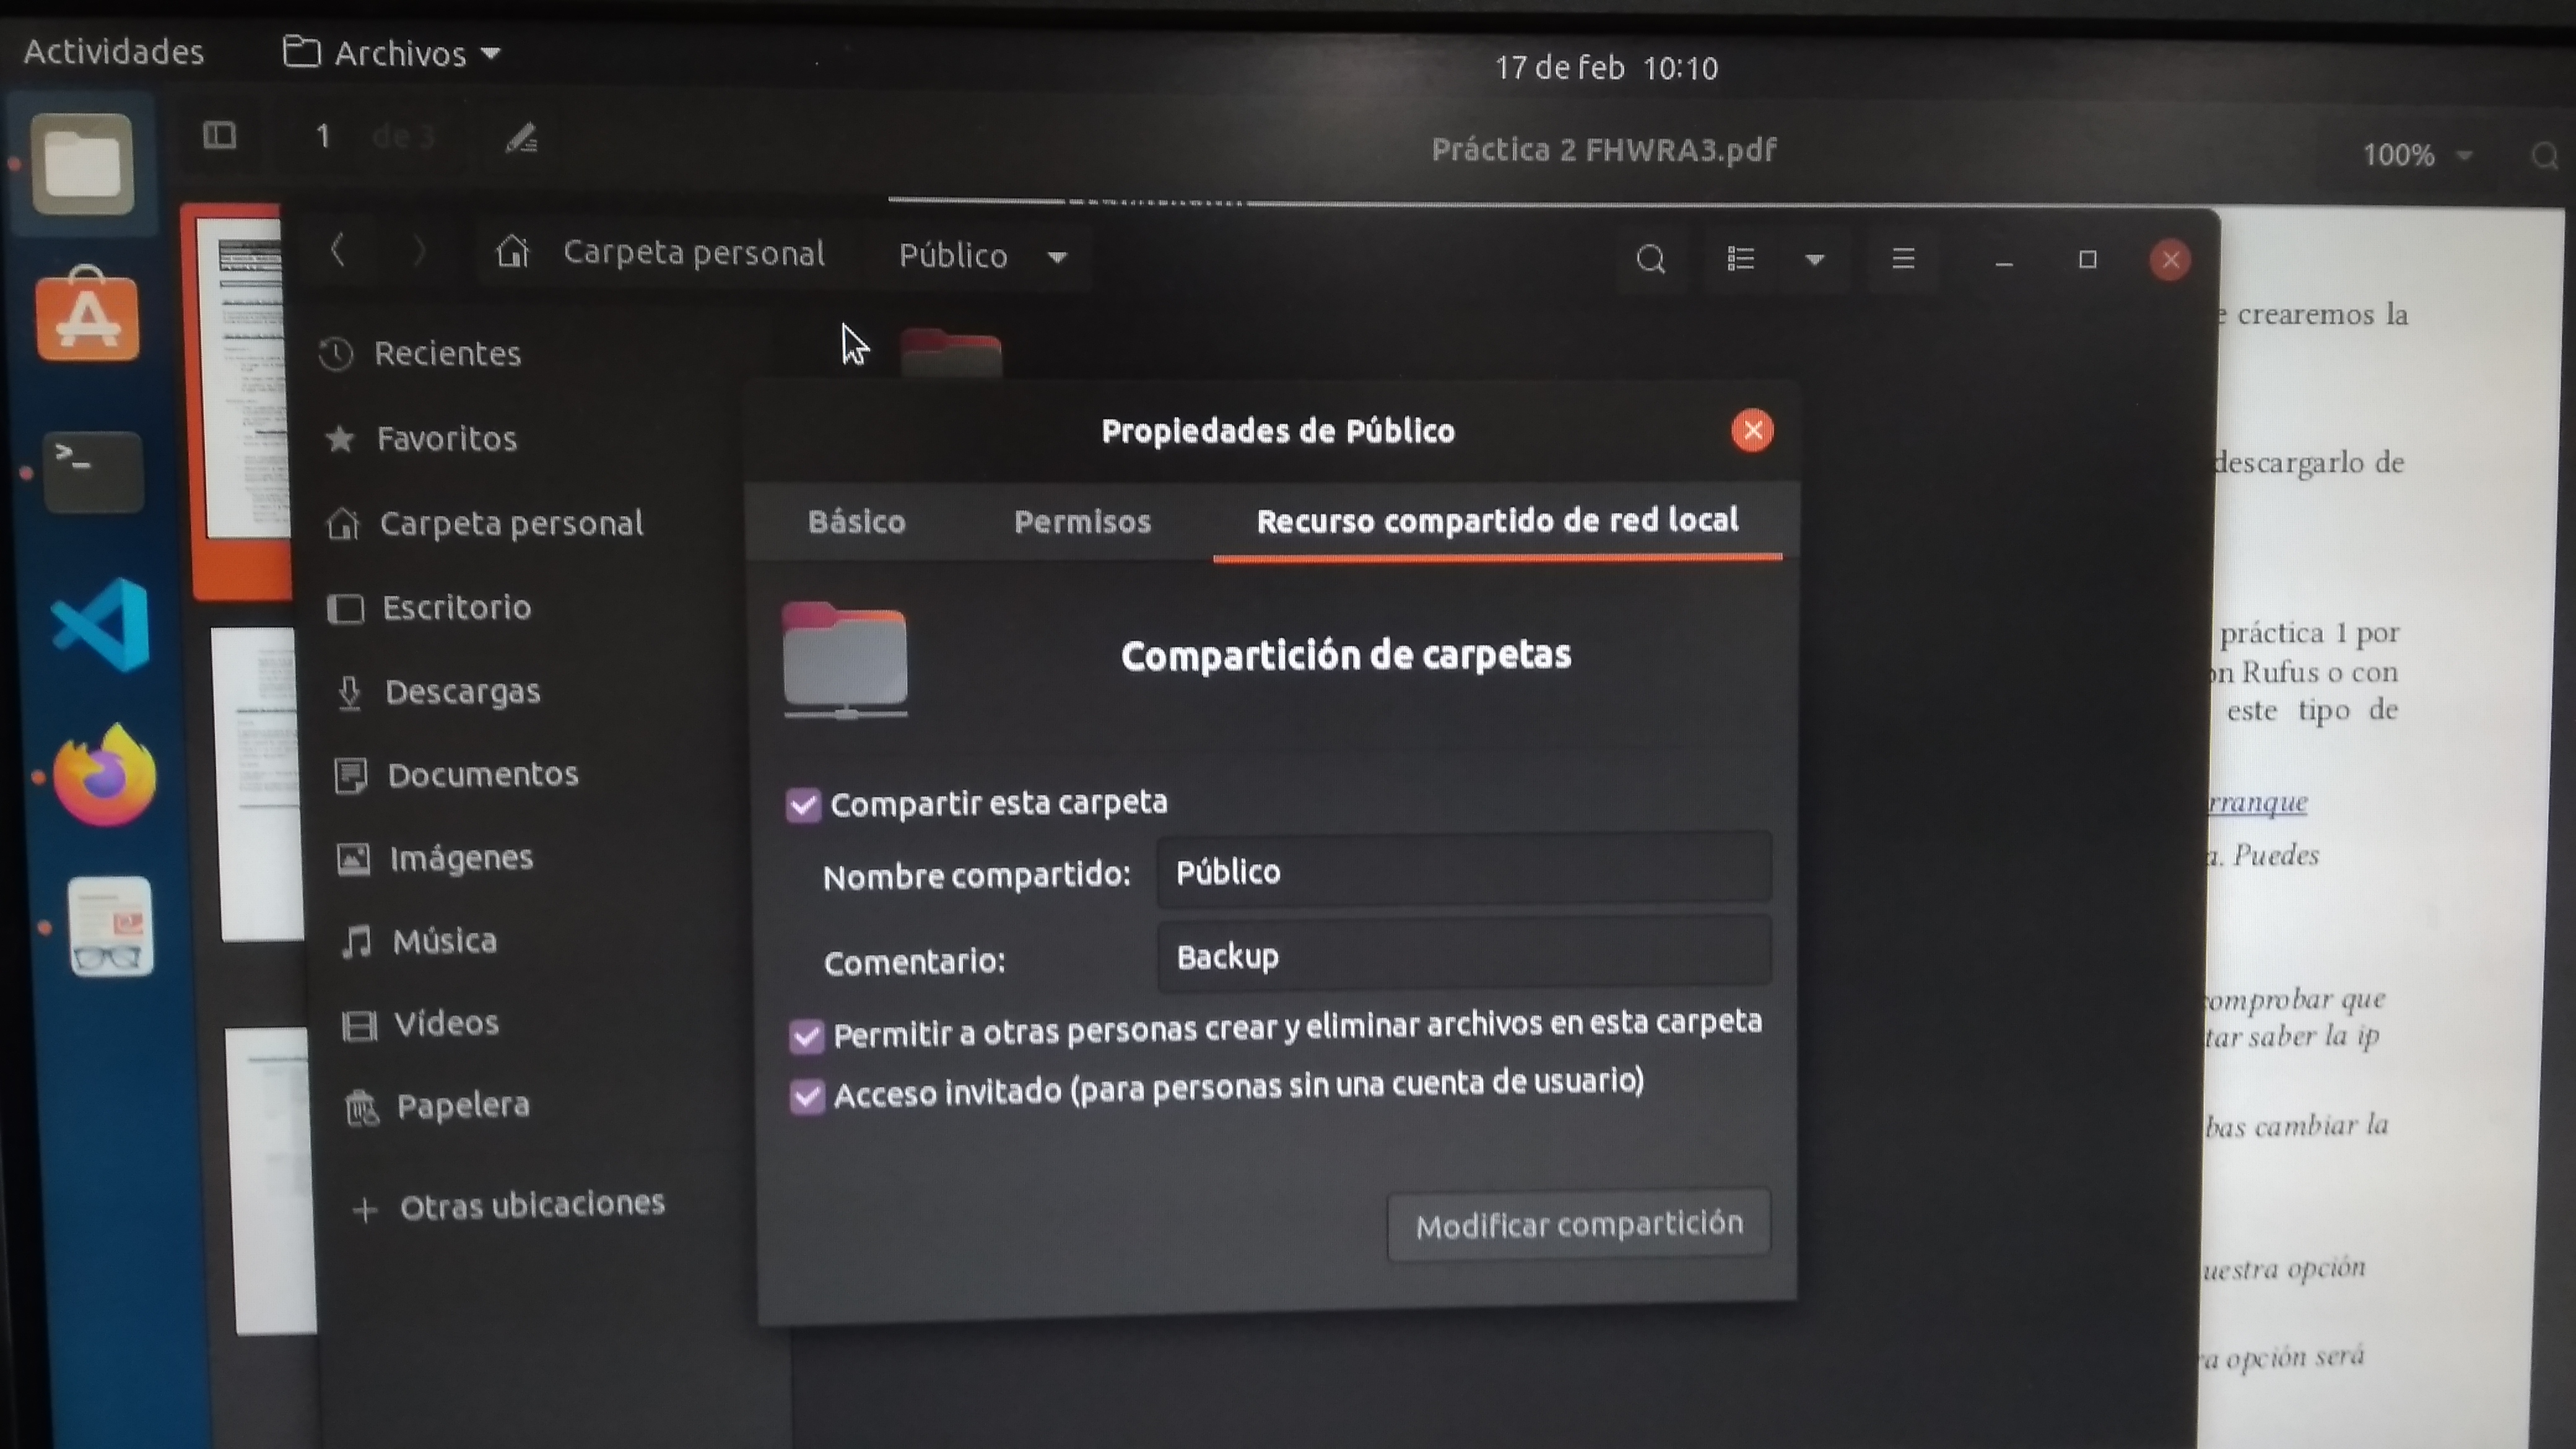 Actividades
Archivos
17 de feb 10:10
1 de 3
Práctica 2 FHWRA3.pdf
100%
Carpeta personal
Público
Recientes
Favoritos
Carpeta personal
Escritorio
Descargas
Documentos
Imágenes
Música
Vídeos
Papelera
+ Otras ubicaciones
Propiedades de Público
Básico
Permisos
Recurso compartido de red local
Compartición de carpetas
Compartir esta carpeta
Nombre compartido:
Público
Comentario:
Backup
Permitir a otras personas crear y eliminar archivos en esta carpeta
Acceso invitado (para personas sin una cuenta de usuario)
Modificar compartición
crearemos la
descargarlo de
práctica 1 por
Rufus o con
este tipo de
rranque
Puedes
comprobar que
tar saber la ip
bas cambiar la
uestra opción
opción será